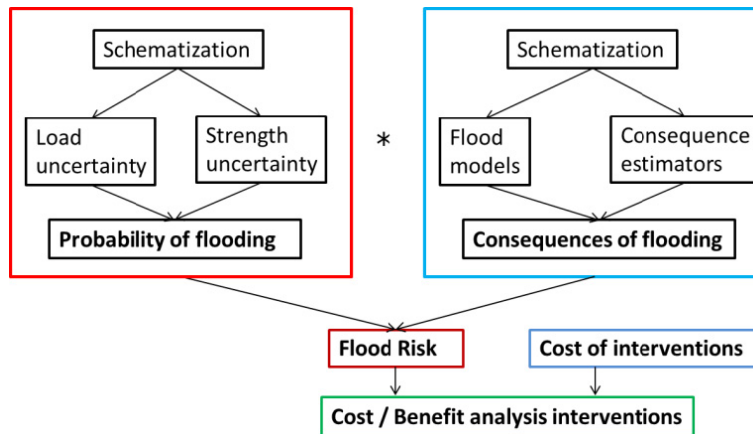 Schematization
Load
uncertainty
Strength
uncertainty
Probability of flooding
*
Schematization
Flood
models
Consequence
estimators
Consequences of flooding
Flood Risk
Cost of interventions
Cost / Benefit analysis interventions